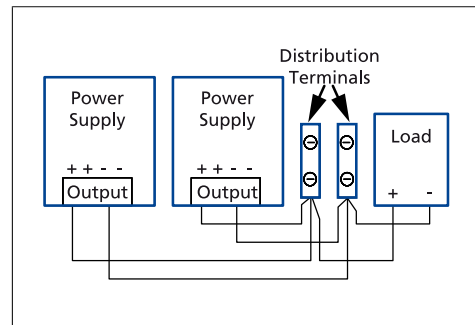 Distribution
Terminals
Power
Supply
++--
Output
Power
Supply
++--
Output
Load
+ -